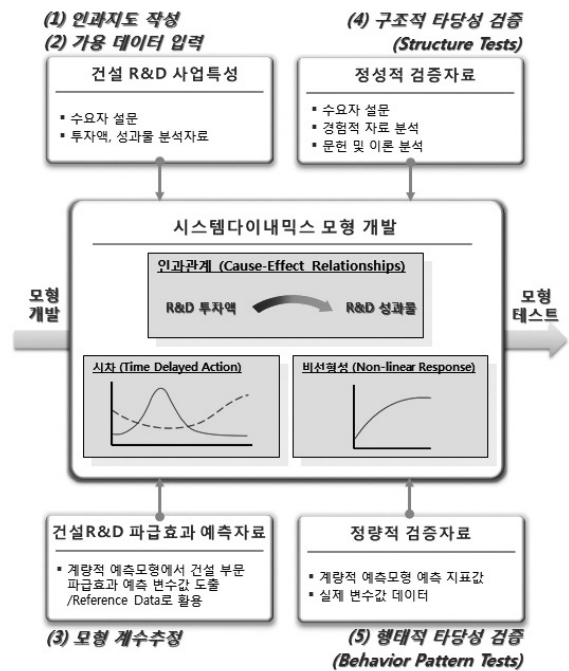 (1) 인과지도 작성
(2) 가용 데이터 입력
건설 R&D 사업특성
▪ 수요자 설문
▪ 투자액, 성과물 분석자료
(4) 구조적 타당성 검증
(Structure Tests)
정성적 검증자료
▪ 수요자 설문
▪ 경험적 자료 분석
▪ 문헌 및 이론 분석
시스템다이내믹스 모형 개발
인과관계 (Cause-Effect Relationships)
R&D 투자액
R&D 성과물
모형
개발
모형
테스트
시차 (Time Delayed Action)
비선형성 (Non-linear Response)
건설R&D 파급효과 예측자료
▪ 계량적 예측모형에서 건설 부문
파급효과 예측 변수값 도출
/Reference Data로 활용
(3) 모형 계수추정
정량적 검증자료
▪ 계량적 예측모형 예측 지표값
▪ 실제 변수값 데이터
(5) 행태적 타당성 검증
(Behavior Pattern Tests)